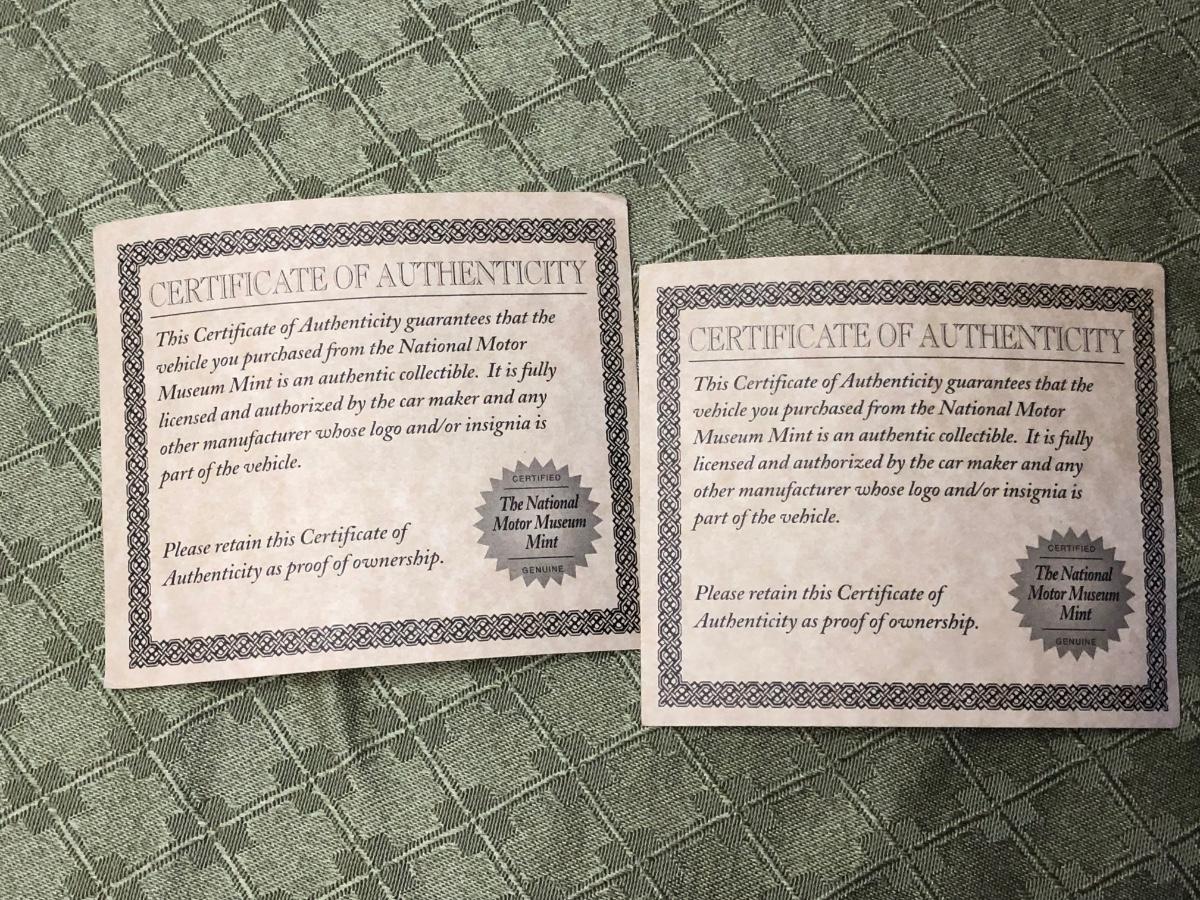 CERTIFICATE OF AUTHENTICITY
This Certificate of Authenticity guarantees that the
vehicle you purchased from the National Motor
Museum Mint is an authentic collectible. It is fully
licensed and authorized by the car maker and any
other manufacturer whose logo and/or insignia is
part of the vehicle.
Please retain this Certificate of
Authenticity as proof of ownership.
CERTIFIED
The National
Motor Museum
Mint
GENUINE
CERTIFICATE OF AUTHENTICITY
This Certificate of Authenticity guarantees that the
vehicle you purchased from the National Motor
Museum Mint is an authentic collectible. It is fully
licensed and authorized by the car maker and any
other manufacturer whose logo and/or insignia is
part of the vehicle.
Please retain this Certificate of
Authenticity as proof of ownership.
CERTIFIED
The National
Motor Museum
Mint
GENUINE